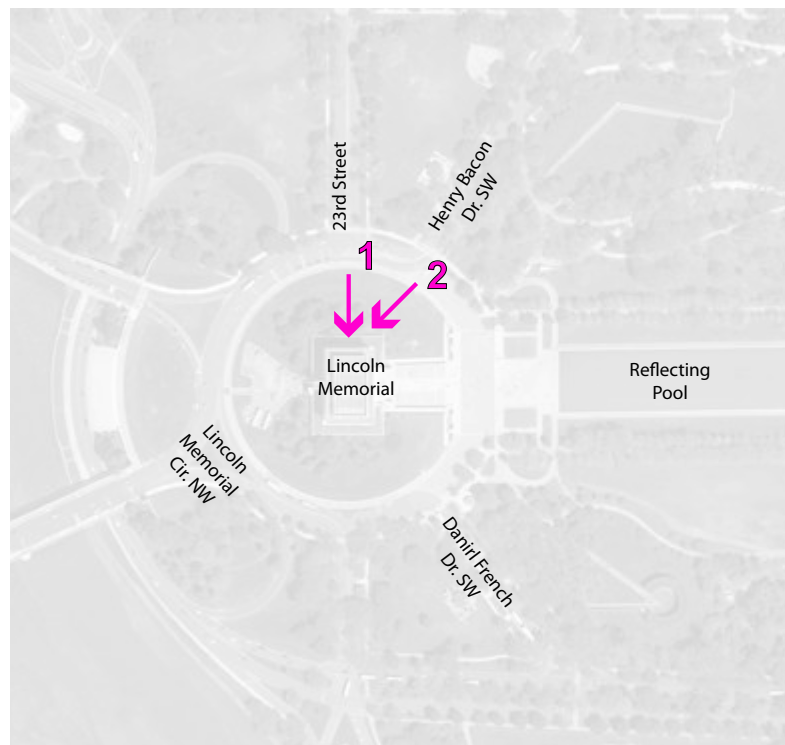 23rd Street
Henry Bacon
Dr. SW
1
2
Lincoln
Memorial
Reflecting
Pool
Lincoln
Memorial
Cir. NW
Danirl French
Dr. SW